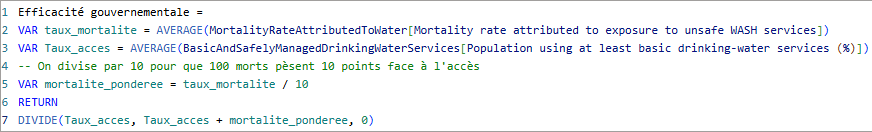 1 Efficacité gouvernementale =
2 VAR taux_mortalite = AVERAGE(MortalityRateAttributedToWater[Mortality rate attributed to exposure to unsafe WASH services])
3 VAR Taux_acces = AVERAGE(BasicAndSafelyManagedDrinkingWaterServices[Population using at least basic drinking-water services (%)])
4 -- On divise par 10 pour que 100 morts pèsent 10 points face à l'accès
5 VAR mortalite_ponderee = taux_mortalite / 10
6 RETURN
7 DIVIDE(Taux_acces, Taux_acces + mortalite_ponderee, 0)